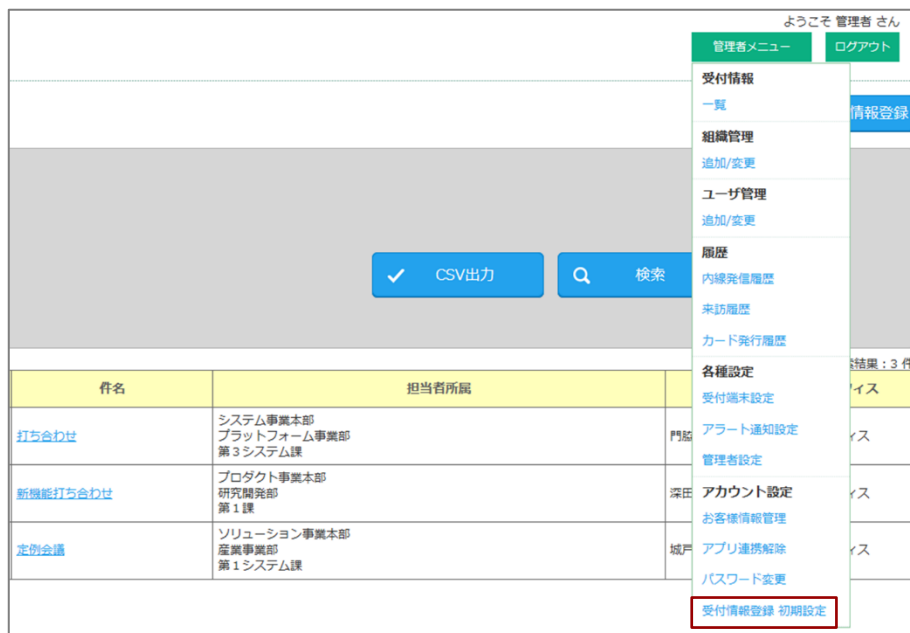 ようこそ 管理者 さん
管理者メニュー
ログアウト
受付情報
一覧
情報登録
組織管理
追加/変更
ユーザ管理
追加/変更
履歴
内線発信履歴
来訪履歴
カード発行履歴
CSV出力
検索
結果：3 件
各種設定
受付端末設定
アラート通知設定
管理者設定
アカウント設定
お客様情報管理
アプリ連携解除
パスワード変更
受付情報登録 初期設定
件名
担当者所属
ィス
打ち合わせ
システム事業本部
プラットフォーム事業部
第３システム課
門脇
ィス
新機能打ち合わせ
プロダクト事業本部
研究開発部
第１課
深田
ィス
定例会議
ソリューション事業本部
産業事業部
第１システム課
城戸
ィス